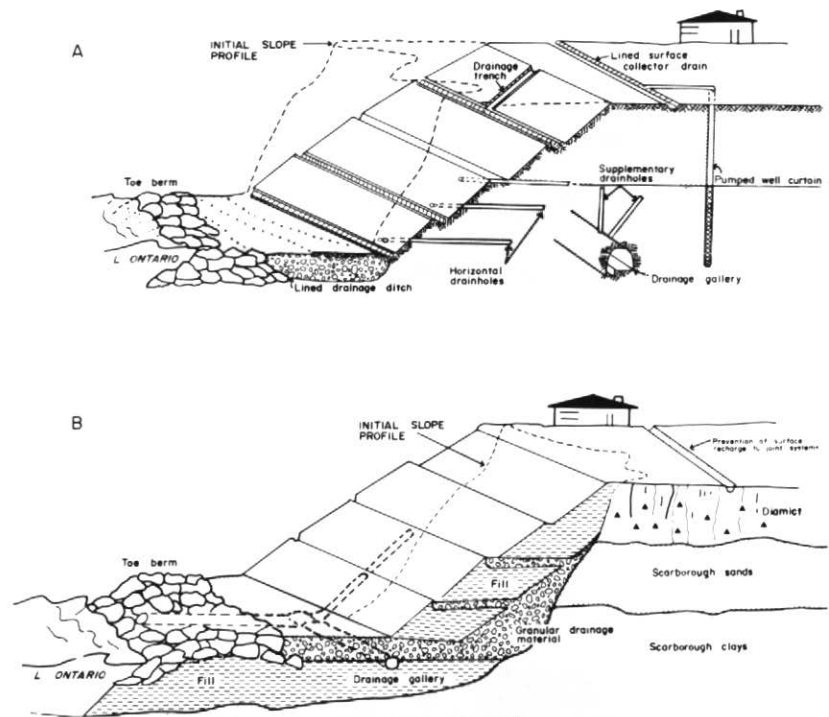 A
INITIAL SLOPE
PROFILE
Drainage
trench
Lined surface
collector drain
Toe berm
Supplementary
drainholes
Pumped well curtain
L ONTARIO
Lined drainage ditch
Horizontal
drainholes
Drainage gallery
B
INITIAL SLOPE
PROFILE
Prevention of surface
recharge to joint systems
Diamict
Toe berm
Scarborough sands
Fill
Granular drainage
material
Scarborough clays
L ONTARIO
Fill
Drainage gallery